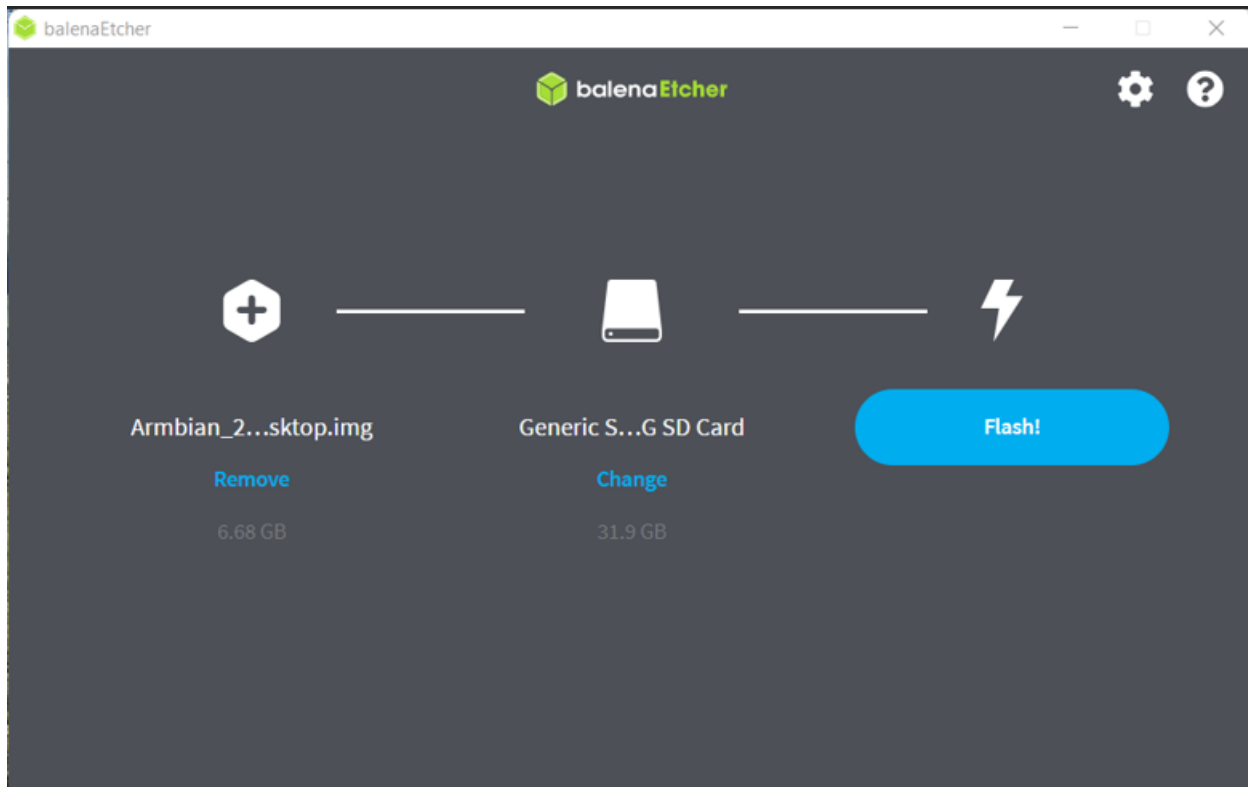 balenaEtcher
balenaEtcher
Armbian_2...sktop.img
Generic S...G SD Card
Flash!
Remove
Change
6.68 GB
31.9 GB